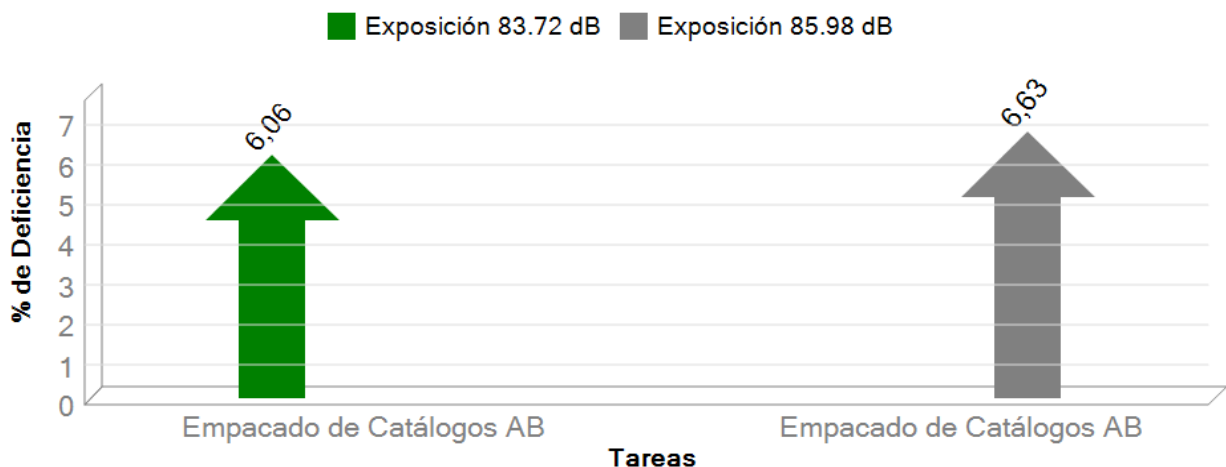 Exposición 83.72 dB Exposición 85.98 dB
6,06
6,63
% de Deficiencia
7
6
5
4
3
2
1
0
Empacado de Catálogos AB Empacado de Catálogos AB
Tareas